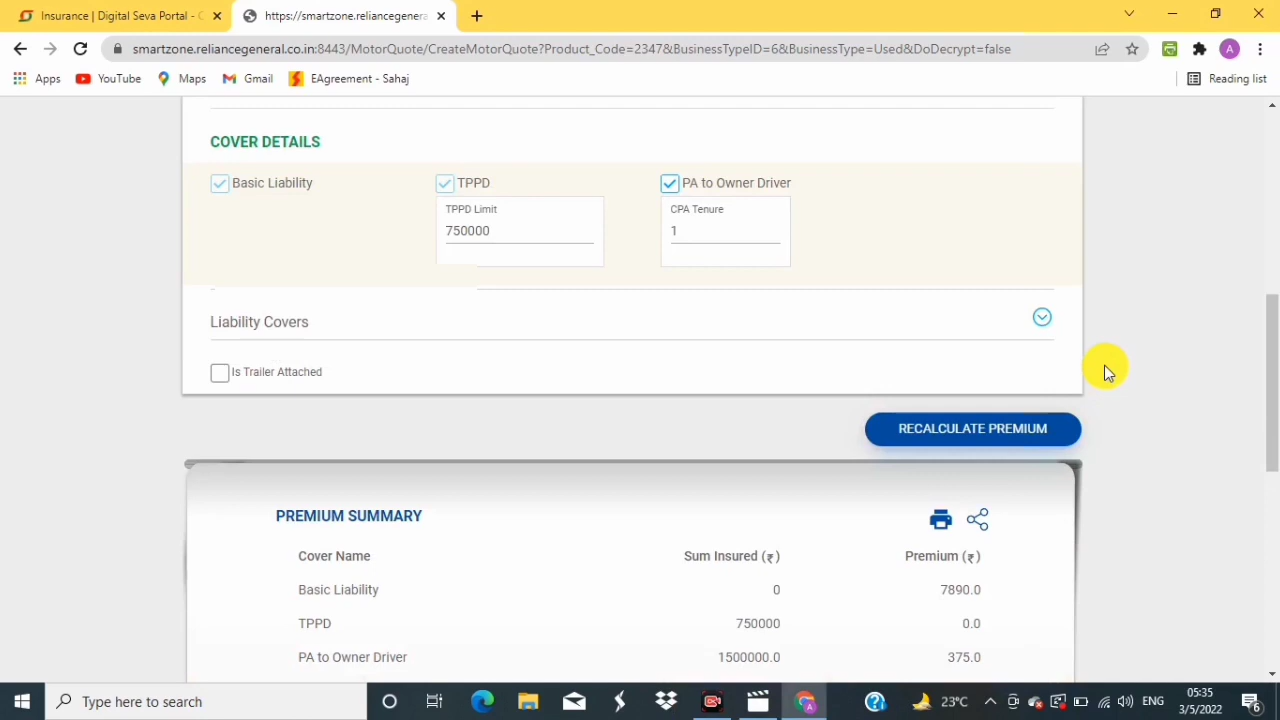 Insurance | Digital Seva Portal - C
https://smartzone.reliancegenera
smartzone.reliancegeneral.co.in:8443/MotorQuote/CreateMotorQuote?Product_Code=2347&BusinessTypeID=6&BusinessType=Used&DoDecrypt=false
A
Apps YouTube Maps Gmail EAgreement - Sahaj Reading list
COVER DETAILS
Basic Liability TPPD PA to Owner Driver
TPPD Limit CPA Tenure
750000 1
Liability Covers
Is Trailer Attached
RECALCULATE PREMIUM
PREMIUM SUMMARY
Cover Name Sum Insured (₹) Premium (₹)
Basic Liability 0 7890.0
TPPD 750000 0.0
PA to Owner Driver 1500000.0 375.0
Type here to search
23°C ENG
05:35
3/5/2022
6